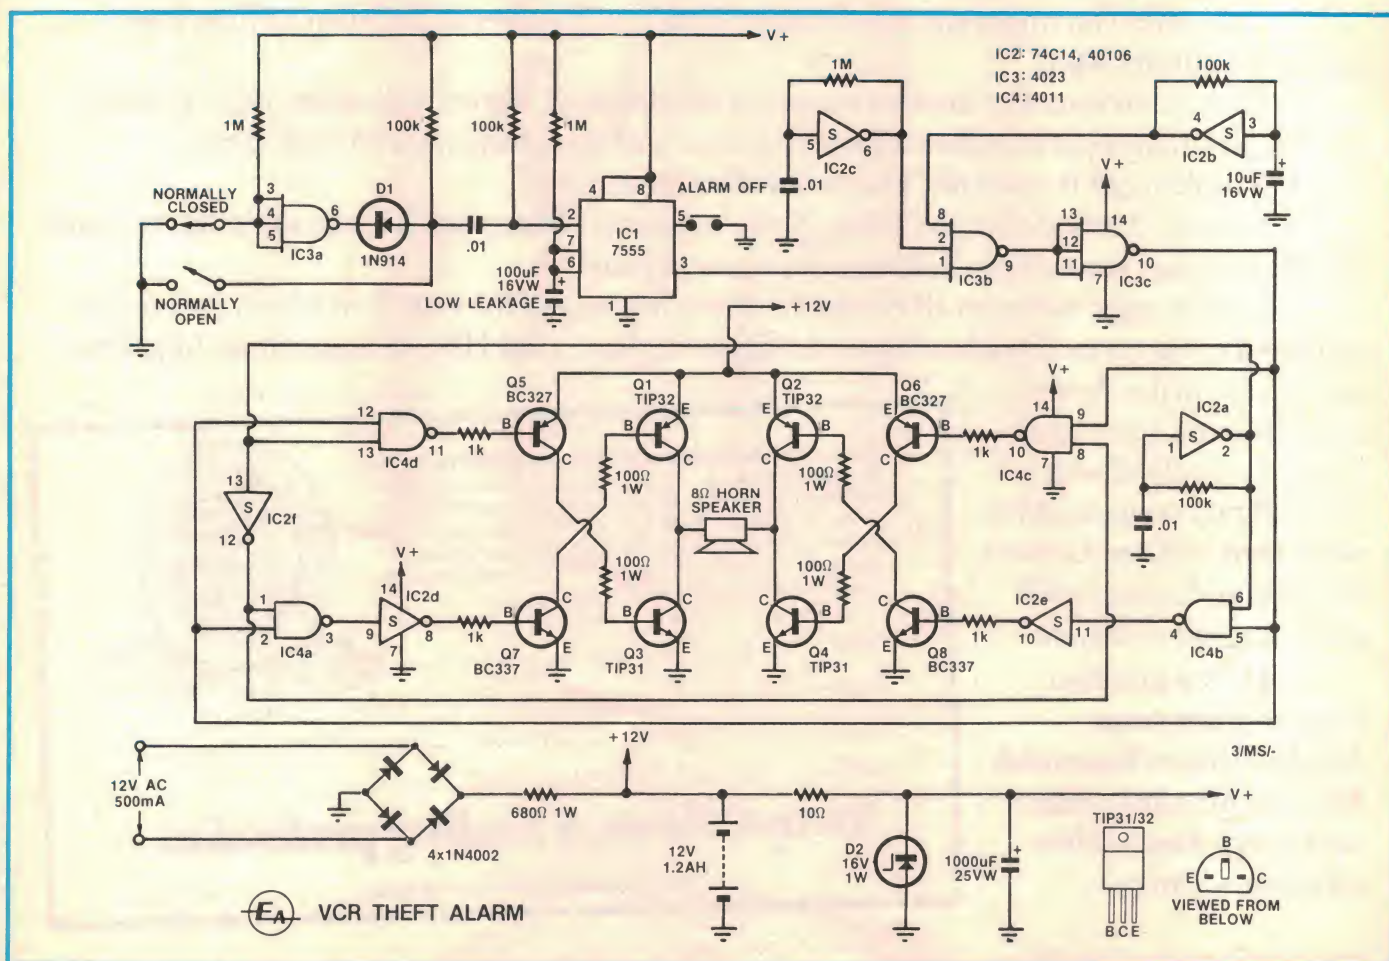 V+
IC2: 74C14, 40106
IC3: 4023
IC4: 4011
1M
100k
1M
100k
100k
1M
4
3
S
IC2b
10uF
16VW
+
5
S
6
IC2c
.01
NORMALLY
CLOSED
3
4
5
6
IC3a
D1
1N914
.01
4
8
2
7
6
IC1
7555
5
3
1
ALARM OFF
100uF
16VW
+
LOW LEAKAGE
NORMALLY
OPEN
8
2
1
9
IC3b
V+
13
12
11
14
7
10
IC3c
+12V
Q5
BC327
Q1
TIP32
Q2
TIP32
Q6
BC327
12
13
11
IC4d
1k
B
E
C
B
E
C
B
E
C
B
1k
V+
14
10
7
9
8
IC4c
IC2a
S
1
2
100k
.01
100Ω
1W
100Ω
1W
8Ω HORN
SPEAKER
100Ω
1W
100Ω
1W
13
S
IC2f
12
1
2
3
IC4a
V+
14
IC2d
9
S
8
7
1k
B
C
E
Q7
BC337
B
C
E
Q3
TIP31
C
B
E
Q4
TIP31
C
B
E
Q8
BC337
1k
IC2e
10
S
11
4
6
5
IC4b
3/MS/-
12V AC
500mA
4x1N4002
680Ω 1W
+12V
12V
1.2AH
10Ω
D2
16V
1W
1000uF
25VW
+
V+
TIP31/32
B C E
B
E
C
VIEWED FROM
BELOW
EA VCR THEFT ALARM